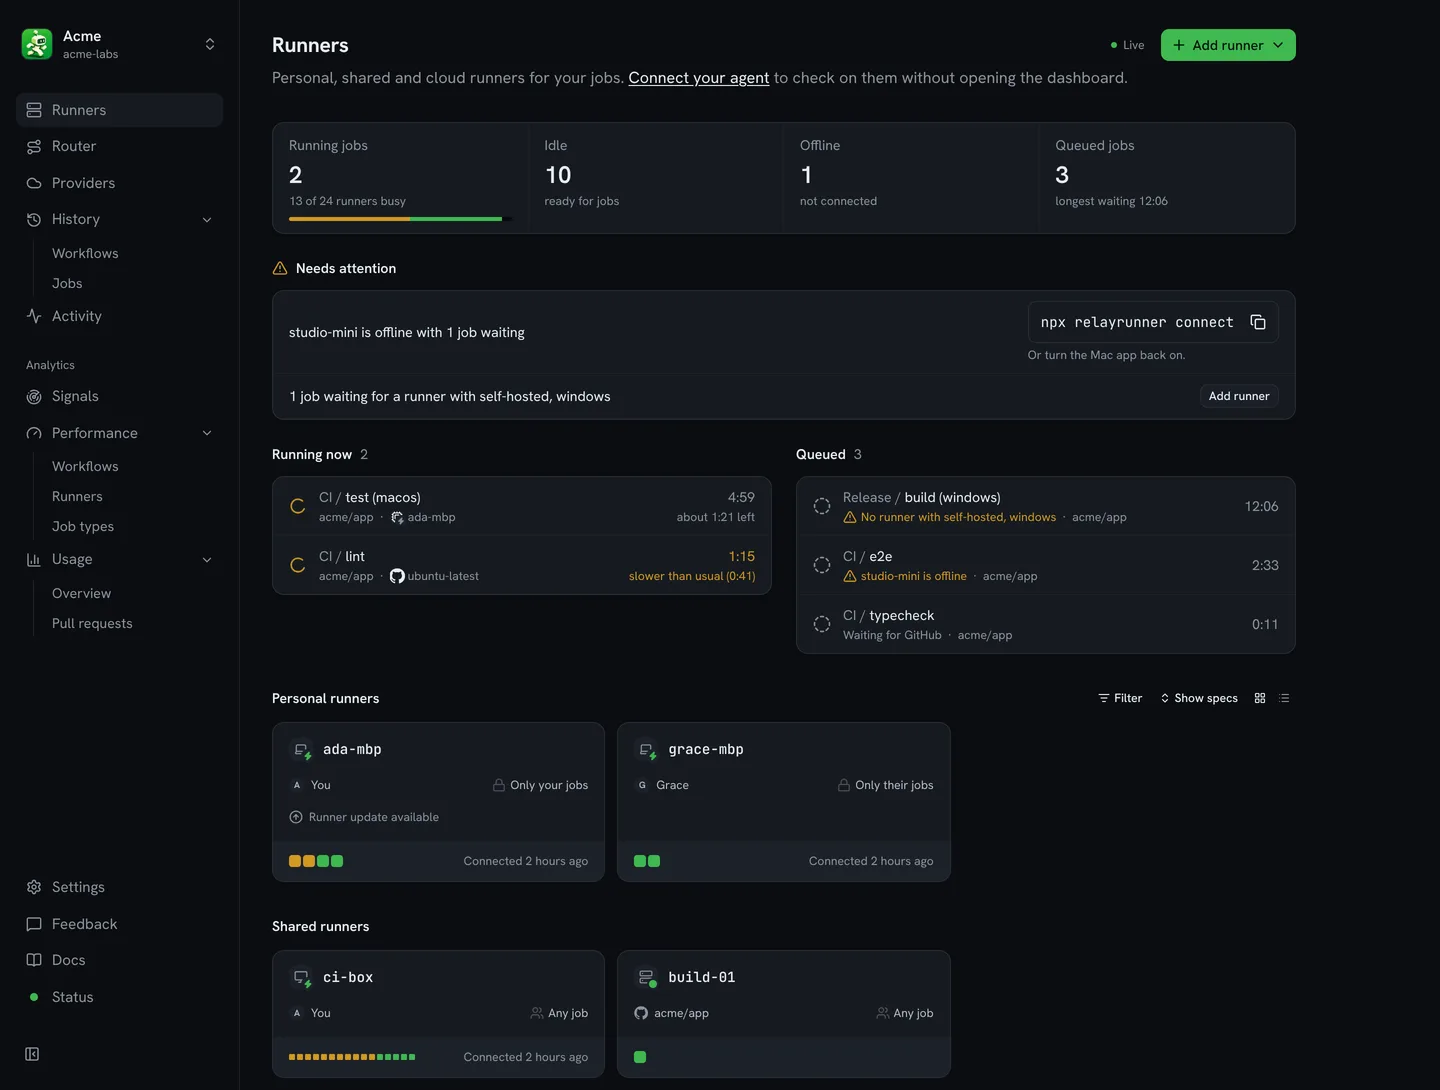 Acme
acme-labs
Runners
Router
Providers
History
Workflows
Jobs
Activity
Analytics
Signals
Performance
Workflows
Runners
Job types
Usage
Overview
Pull requests
Settings
Feedback
Docs
Status
Runners
Live
+ Add runner
Personal, shared and cloud runners for your jobs. Connect your agent to check on them without opening the dashboard.
Running jobs
2
13 of 24 runners busy
Idle
10
ready for jobs
Offline
1
not connected
Queued jobs
3
longest waiting 12:06
Needs attention
studio-mini is offline with 1 job waiting
npx relayrunner connect
Or turn the Mac app back on.
1 job waiting for a runner with self-hosted, windows
Add runner
Running now 2
CI / test (macos)
4:59
acme/app · ada-mbp
about 1:21 left
CI / lint
1:15
acme/app · ubuntu-latest
slower than usual (0:41)
Queued 3
Release / build (windows)
12:06
No runner with self-hosted, windows · acme/app
CI / e2e
2:33
studio-mini is offline · acme/app
CI / typecheck
0:11
Waiting for GitHub · acme/app
Personal runners
Filter
Show specs
ada-mbp
A You
Only your jobs
Runner update available
Connected 2 hours ago
grace-mbp
G Grace
Only their jobs
Connected 2 hours ago
Shared runners
ci-box
A You
Any job
Connected 2 hours ago
build-01
acme/app
Any job